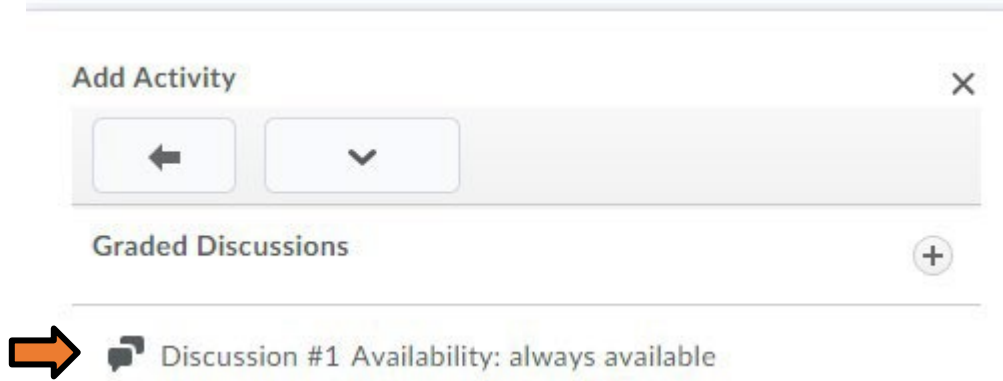 Add Activity
Graded Discussions
Discussion #1 Availability: always available